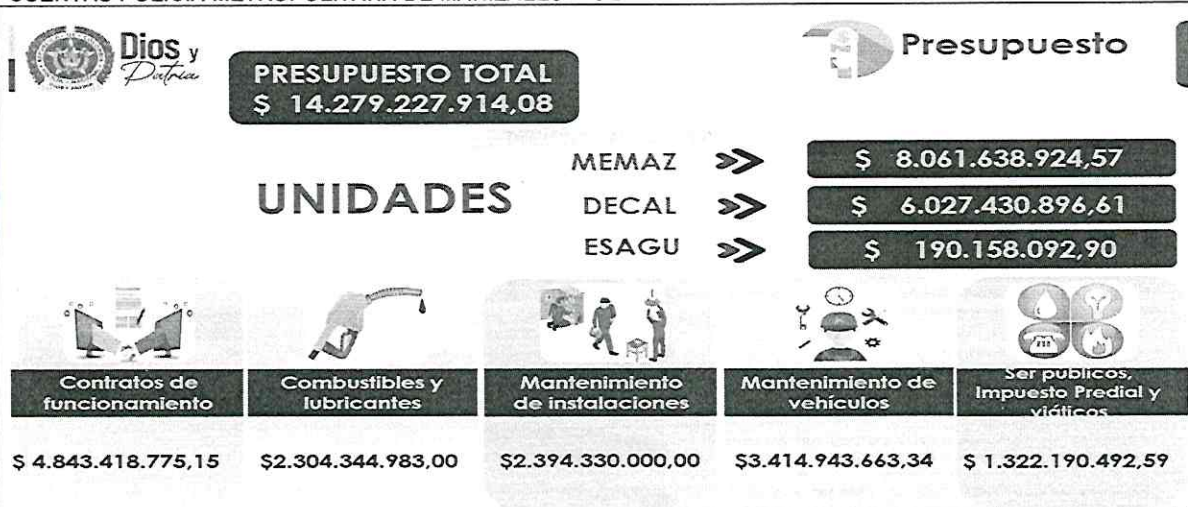 Dios y
Patria
PRESUPUESTO TOTAL
$ 14.279.227.914,08
Presupuesto
UNIDADES
MEMAZ
$ 8.061.638.924,57
DECAL
$ 6.027.430.896,61
ESAGU
$ 190.158.092,90
Contratos de
funcionamiento
$ 4.843.418.775,15
Combustibles y
lubricantes
$2.304.344.983,00
Mantenimiento
de instalaciones
$2.394.330.000,00
Mantenimiento de
vehículos
$3.414.943.663,34
Ser públicos,
Impuesto Predial y
viáticos
$ 1.322.190.492,59